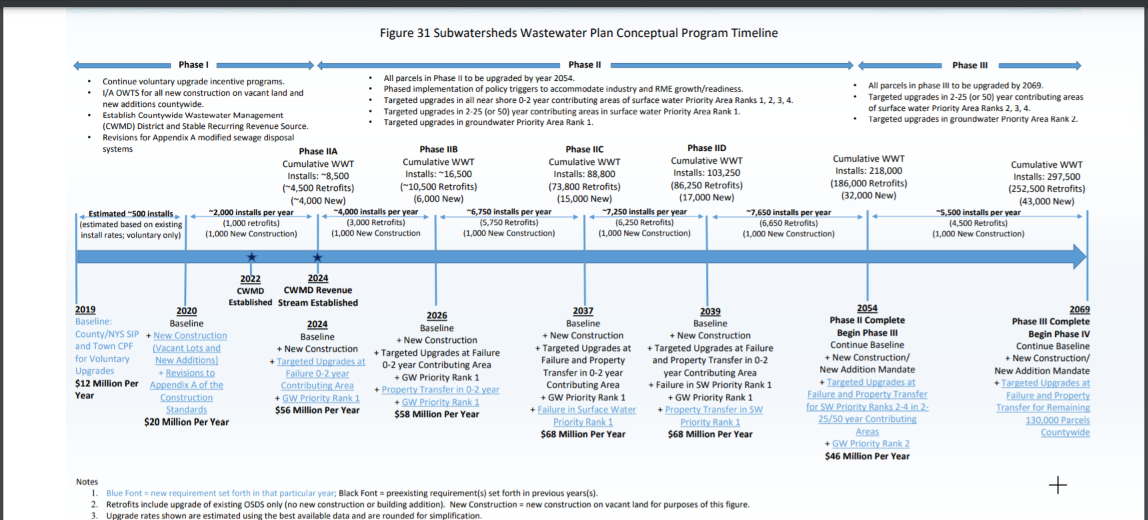 Figure 31 Subwatersheds Wastewater Plan Conceptual Program Timeline
Phase I
• Continue voluntary upgrade incentive programs.
• I/A OWTS for all new construction on vacant land and
new additions countywide.
• Establish Countywide Wastewater Management
(CWMD) District and Stable Recurring Revenue Source.
• Revisions for Appendix A modified sewage disposal
systems
Phase II
• All parcels in Phase II to be upgraded by year 2054.
• Phased implementation of policy triggers to accommodate industry and RME growth/readiness.
• Targeted upgrades in all near shore 0-2 year contributing areas of surface water Priority Area Ranks 1, 2, 3, 4.
• Targeted upgrades in 2-25 (or 50) year contributing areas in surface water Priority Area Rank 1.
• Targeted upgrades in groundwater Priority Area Rank 1.
Phase III
• All parcels in phase III to be upgraded by 2069.
• Targeted upgrades in 2-25 (or 50) year contributing areas
of surface water Priority Area Ranks 2, 3, 4.
• Targeted upgrades in groundwater Priority Area Rank 2.
Phase IIA
Cumulative WWT
Installs: ~8,500
(~4,500 Retrofits)
(~4,000 New)
Phase IIB
Cumulative WWT
Installs: ~16,500
(~10,500 Retrofits)
(6,000 New)
Phase IIC
Cumulative WWT
Installs: 88,800
(73,800 Retrofits)
(15,000 New)
Phase IID
Cumulative WWT
Installs: 103,250
(86,250 Retrofits)
(17,000 New)
Cumulative WWT
Installs: 218,000
(186,000 Retrofits)
(32,000 New)
Cumulative WWT
Installs: 297,500
(252,500 Retrofits)
(43,000 New)
Estimated ~500 installs
(estimated based on existing
install rates; voluntary only)
~2,000 installs per year
(1,000 retrofits)
(1,000 New Construction)
~4,000 installs per year
(3,000 Retrofits)
(1,000 New Construction
~6,750 installs per year
(5,750 Retrofits)
(1,000 New Construction)
~7,250 installs per year
(6,250 Retrofits)
(1,000 New Construction)
~7,650 installs per year
(6,650 Retrofits)
(1,000 New Construction)
~5,500 installs per year
(4,500 Retrofits)
(1,000 New Construction)
2022
CWMD
Established
2024
CWMD Revenue
Stream Established
2019
Baseline:
County/NYS SIP
and Town CPF
for Voluntary
Upgrades
$12 Million Per
Year
2020
Baseline
+ New Construction
(Vacant Lots and
New Additions)
+ Revisions to
Appendix A of the
Construction
Standards
$20 Million Per Year
2024
Baseline
+ New Construction
+ Targeted Upgrades at
Failure 0-2 year
Contributing Area
+ GW Priority Rank 1
$56 Million Per Year
2026
Baseline
+ New Construction
+ Targeted Upgrades at Failure
0-2 year Contributing Area
+ GW Priority Rank 1
+ Property Transfer in 0-2 year
+ GW Priority Rank 1
$58 Million Per Year
2037
Baseline
+ New Construction
+ Targeted Upgrades at
Failure and Property
Transfer in 0-2 year
Contributing Area
+ GW Priority Rank 1
+ Failure in Surface Water
Priority Rank 1
$68 Million Per Year
2039
Baseline
+ New Construction
+ Targeted Upgrades at Failure
and Property Transfer in 0-2
year Contributing Area
+ Failure in SW Priority Rank 1
+ GW Priority Rank 1
+ Property Transfer in SW
Priority Rank 1
$68 Million Per Year
2054
Phase II Complete
Begin Phase III
Continue Baseline
+ New Construction/
New Addition Mandate
+ Targeted Upgrades at
Failure and Property Transfer
for SW Priority Ranks 2-4 in 2-
25/50 year Contributing
Areas
+ GW Priority Rank 2
$46 Million Per Year
2069
Phase III Complete
Begin Phase IV
Continue Baseline
+ New Construction/
New Addition Mandate
+ Targeted Upgrades at
Failure and Property
Transfer for Remaining
130,000 Parcels
Countywide
Notes
1. Blue Font = new requirement set forth in that particular year; Black Font = preexisting requirement(s) set forth in previous years(s).
2. Retrofits include upgrade of existing OSDS only (no new construction or building addition). New Construction = new construction on vacant land for purposes of this figure.
3. Upgrade rates shown are estimated using the best available data and are rounded for simplification.